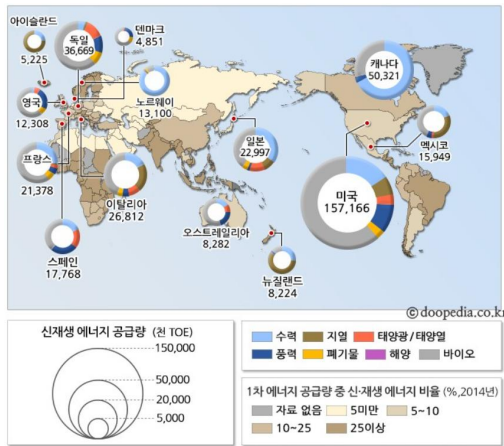 아이슬란드
5,225
독일
36,669
덴마크
4,851
노르웨이
13,100
영국
12,308
프랑스
21,378
이탈리아
26,812
스페인
17,768
일본
22,997
오스트레일리아
8,282
뉴질랜드
8,224
캐나다
50,321
멕시코
15,949
미국
157,166
ⓒdoopedia.co.kr
신재생 에너지 공급량 (천 TOE)
150,000
50,000
20,000
5,000
수력 지열 태양광/태양열
풍력 폐기물 해양 바이오
1차 에너지 공급량 중 신·재생 에너지 비율 (%,2014년)
자료 없음 5미만 5~10
10~25 25이상